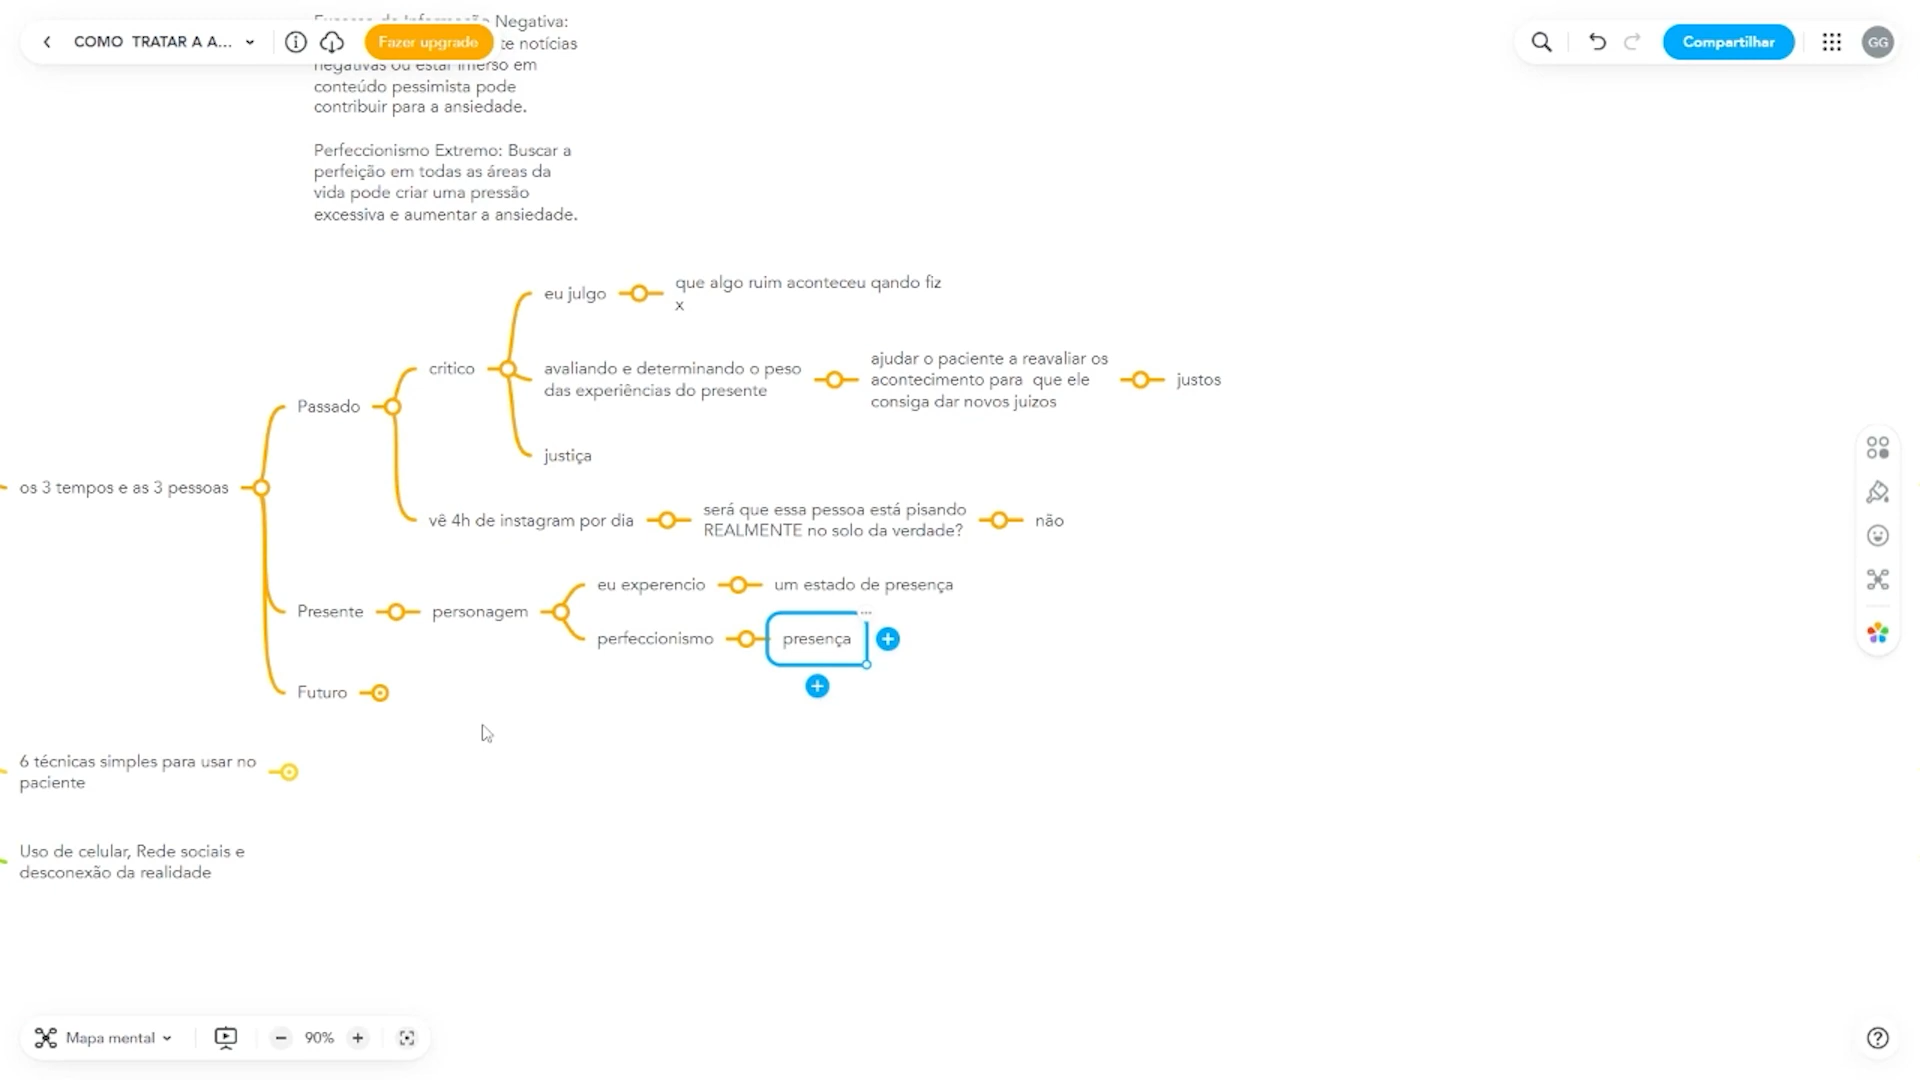 Negativa:
COMO TRATAR A A...
Fazer upgrade
te notícias
Compartilhar
GG
negativas ou estar imerso em
conteúdo pessimista pode
contribuir para a ansiedade.
Perfeccionismo Extremo: Buscar a
perfeição em todas as áreas da
vida pode criar uma pressão
excessiva e aumentar a ansiedade.
eu julgo
que algo ruim aconteceu qando fiz
x
critico
avaliando e determinando o peso
das experiências do presente
ajudar o paciente a reavaliar os
acontecimento para que ele
consiga dar novos juizos
justos
Passado
justiça
os 3 tempos e as 3 pessoas
vê 4h de instagram por dia
será que essa pessoa está pisando
REALMENTE no solo da verdade?
não
eu experencio
um estado de presença
Presente
personagem
perfeccionismo
presença
Futuro
6 técnicas simples para usar no
paciente
Uso de celular, Rede sociais e
desconexão da realidade
Mapa mental
90%